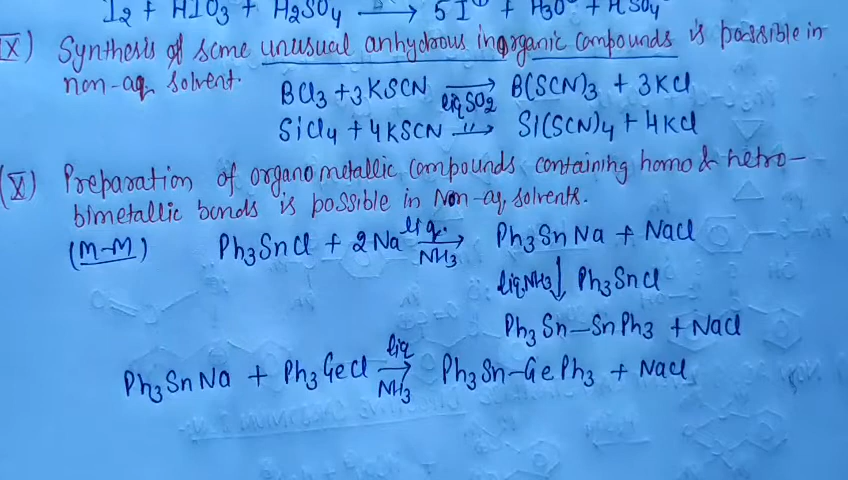 I2 + HIO3 + H2SO4 → 5I⁺ + H3O⁺ + HSO4⁻
IX) Synthesis of some unusual anhydrous inorganic compounds is possible in
non-aq. solvent.
BCl3 + 3KSCN →liq SO2 B(SCN)3 + 3KCl
SiCl4 + 4KSCN —〃→ Si(SCN)4 + 4KCl
(X) Preparation of organo metallic compounds containing homo & hetro-
bimetallic bonds is possible in Non-aq, solvents.
(M-M) Ph3SnCl + 2Na →liq. NH3 Ph3SnNa + NaCl
liq.NH3↓ Ph3SnCl
Ph3Sn—SnPh3 + NaCl
Ph3SnNa + Ph3GeCl →liq NH3 Ph3Sn-GePh3 + NaCl